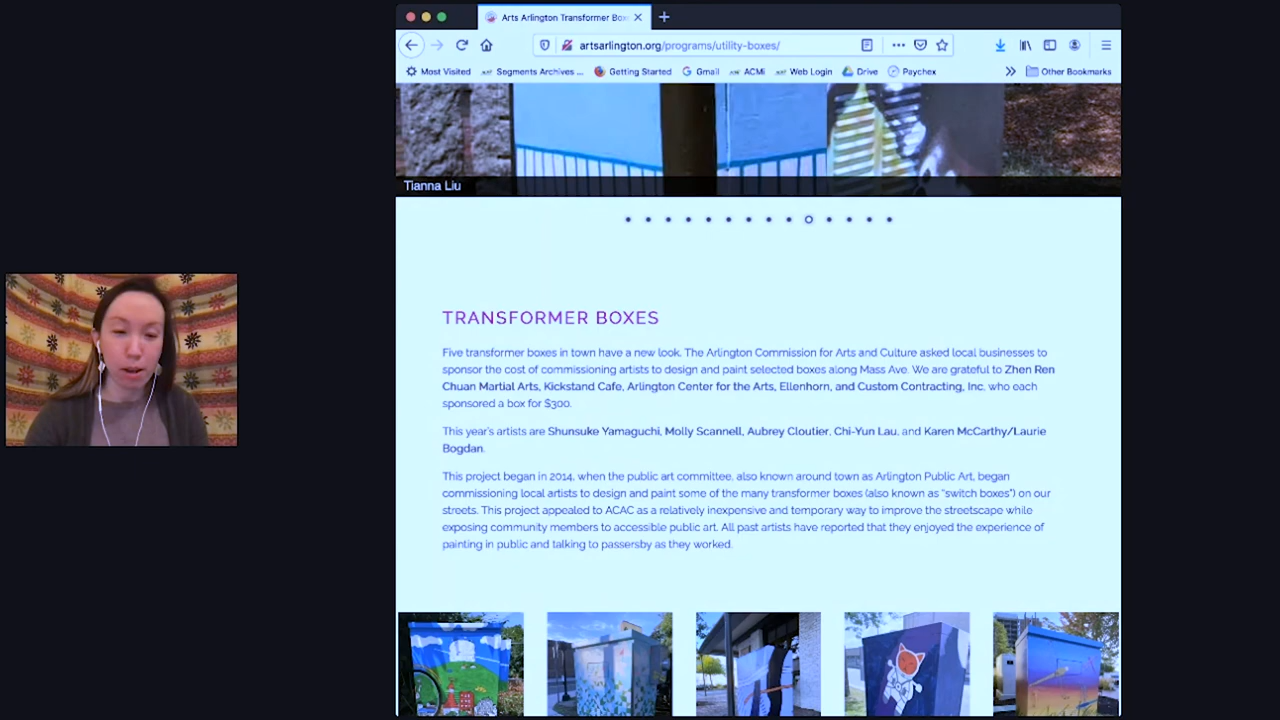 Arts Arlington Transformer Box
artsarlington.org/programs/utility-boxes/
Most Visited
Segments Archives ...
Getting Started
Gmail
ACMi
Web Login
Drive
Paychex
Other Bookmarks
Tianna Liu
TRANSFORMER BOXES
Five transformer boxes in town have a new look. The Arlington Commission for Arts and Culture asked local businesses to
sponsor the cost of commissioning artists to design and paint selected boxes along Mass Ave. We are grateful to Zhen Ren
Chuan Martial Arts, Kickstand Cafe, Arlington Center for the Arts, Ellenhorn, and Custom Contracting, Inc. who each
sponsored a box for $300.
This year's artists are Shunsuke Yamaguchi, Molly Scannell, Aubrey Cloutier, Chi-Yun Lau, and Karen McCarthy/Laurie
Bogdan.
This project began in 2014, when the public art committee, also known around town as Arlington Public Art, began
commissioning local artists to design and paint some of the many transformer boxes (also known as “switch boxes”) on our
streets. This project appealed to ACAC as a relatively inexpensive and temporary way to improve the streetscape while
exposing community members to accessible public art. All past artists have reported that they enjoyed the experience of
painting in public and talking to passersby as they worked.